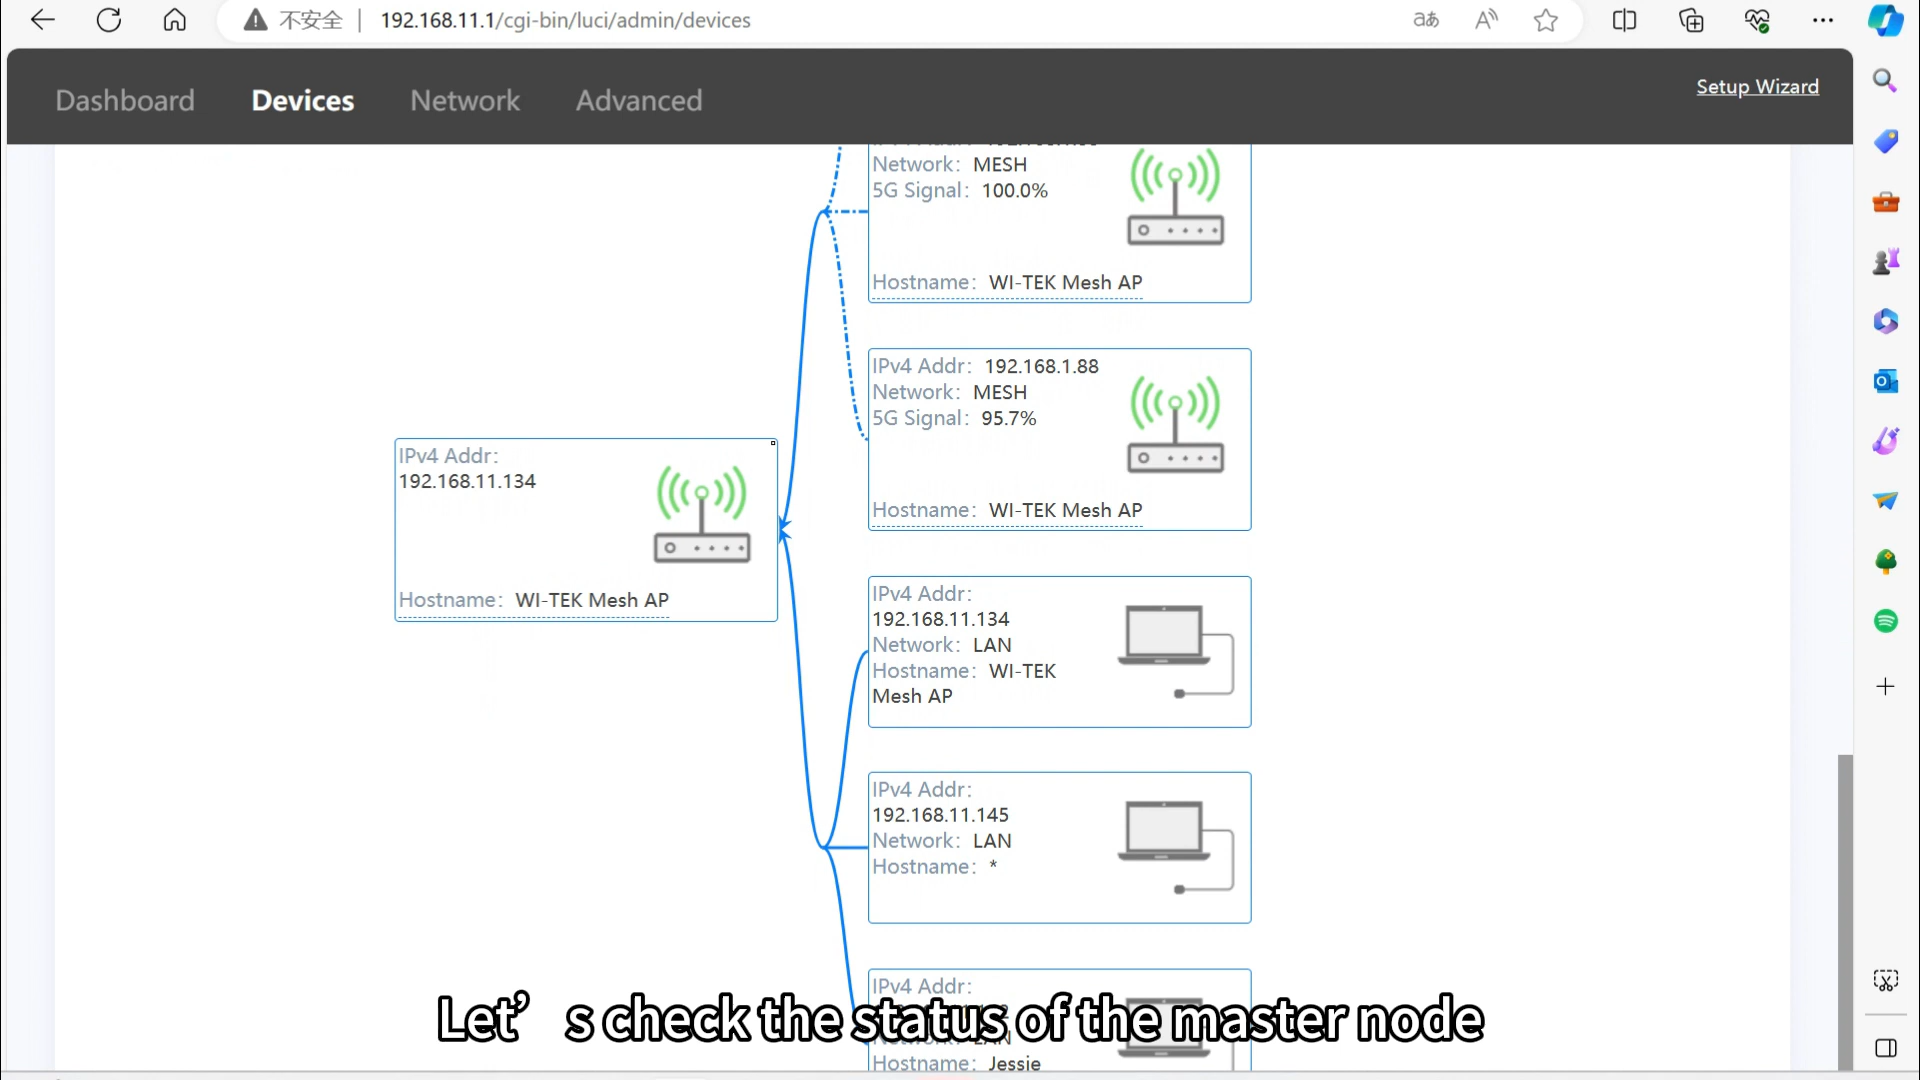 不安全 | 192.168.11.1/cgi-bin/luci/admin/devices
Dashboard Devices Network Advanced Setup Wizard
Network: MESH
5G Signal: 100.0%
Hostname: WI-TEK Mesh AP
IPv4 Addr: 192.168.1.88
Network: MESH
5G Signal: 95.7%
Hostname: WI-TEK Mesh AP
IPv4 Addr:
192.168.11.134
Hostname: WI-TEK Mesh AP
IPv4 Addr:
192.168.11.134
Network: LAN
Hostname: WI-TEK
Mesh AP
IPv4 Addr:
192.168.11.145
Network: LAN
Hostname: *
IPv4 Addr:
Network: LAN
Hostname: Jessie
Let’s check the status of the master node